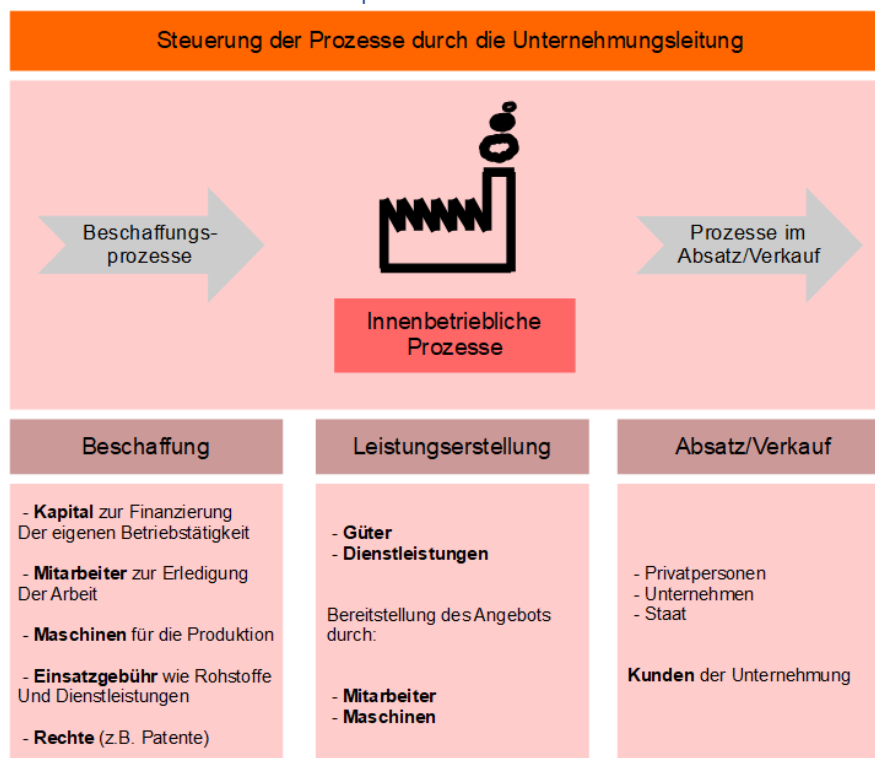 Steuerung der Prozesse durch die Unternehmungsleitung
Beschaffungs-
prozesse
Innenbetriebliche
Prozesse
Prozesse im
Absatz/Verkauf
Beschaffung
- Kapital zur Finanzierung
Der eigenen Betriebstätigkeit
- Mitarbeiter zur Erledigung
Der Arbeit
- Maschinen für die Produktion
- Einsatzgebühr wie Rohstoffe
Und Dienstleistungen
- Rechte (z.B. Patente)
Leistungserstellung
- Güter
- Dienstleistungen
Bereitstellung des Angebots
durch:
- Mitarbeiter
- Maschinen
Absatz/Verkauf
- Privatpersonen
- Unternehmen
- Staat
Kunden der Unternehmung